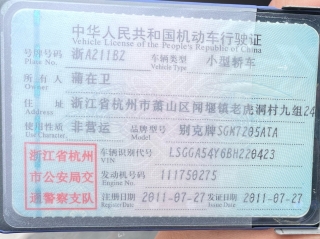 中华人民共和国机动车行驶证
Vehicle License of the People's Republic of China
号牌号码 浙A211BZ 车辆类型 小型轿车
Plate No. Vehicle Type
所有人 蒲在卫
Owner
住址 浙江省杭州市萧山区闻堰镇老虎洞村九组24
Address
使用性质 非营运 品牌型号 别克牌SGM7205ATA
Use Character Model
浙江省杭州市公安局交通警察支队
车辆识别代号 LSGGA54Y6BH220423
VIN
发动机号码 111750275
Engine No.
注册日期 2011-07-27 发证日期 2011-07-27
Register Date Issue Date